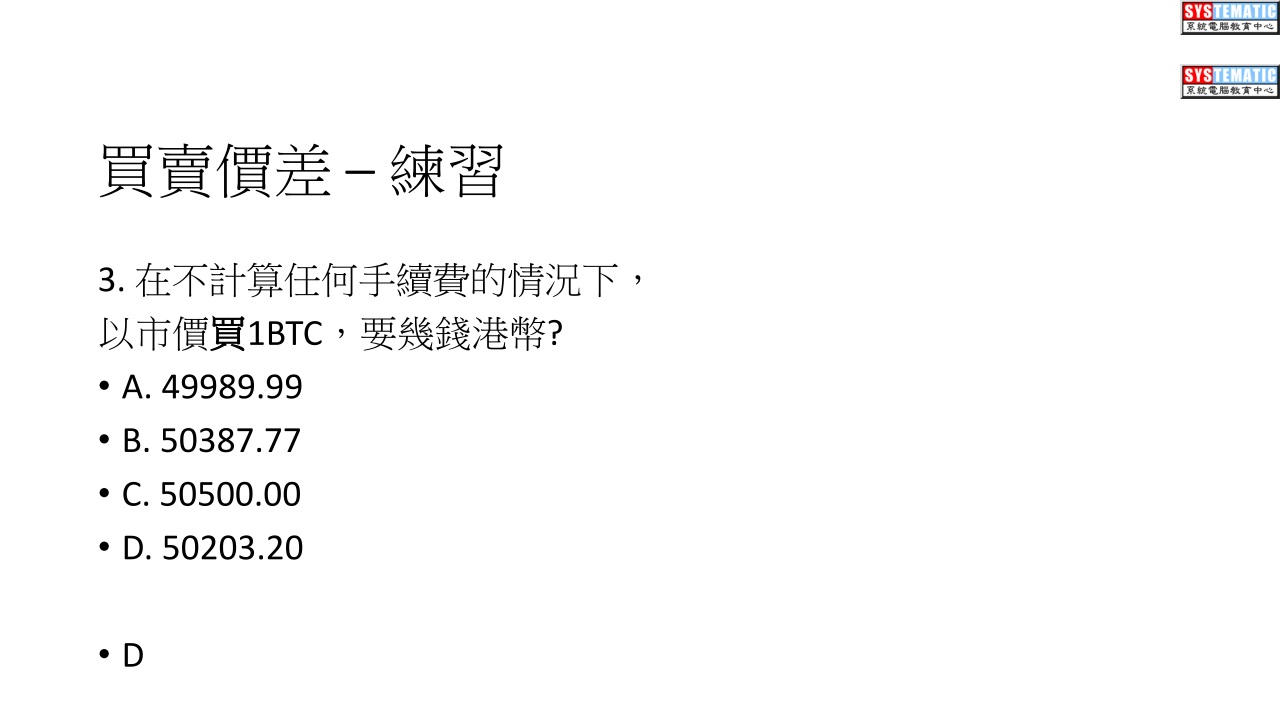 SYSTEMATIC
系統電腦教育中心
SYSTEMATIC
系統電腦教育中心
買賣價差 – 練習
3. 在不計算任何手續費的情況下，
以市價買1BTC，要幾錢港幣?
• A. 49989.99
• B. 50387.77
• C. 50500.00
• D. 50203.20
• D